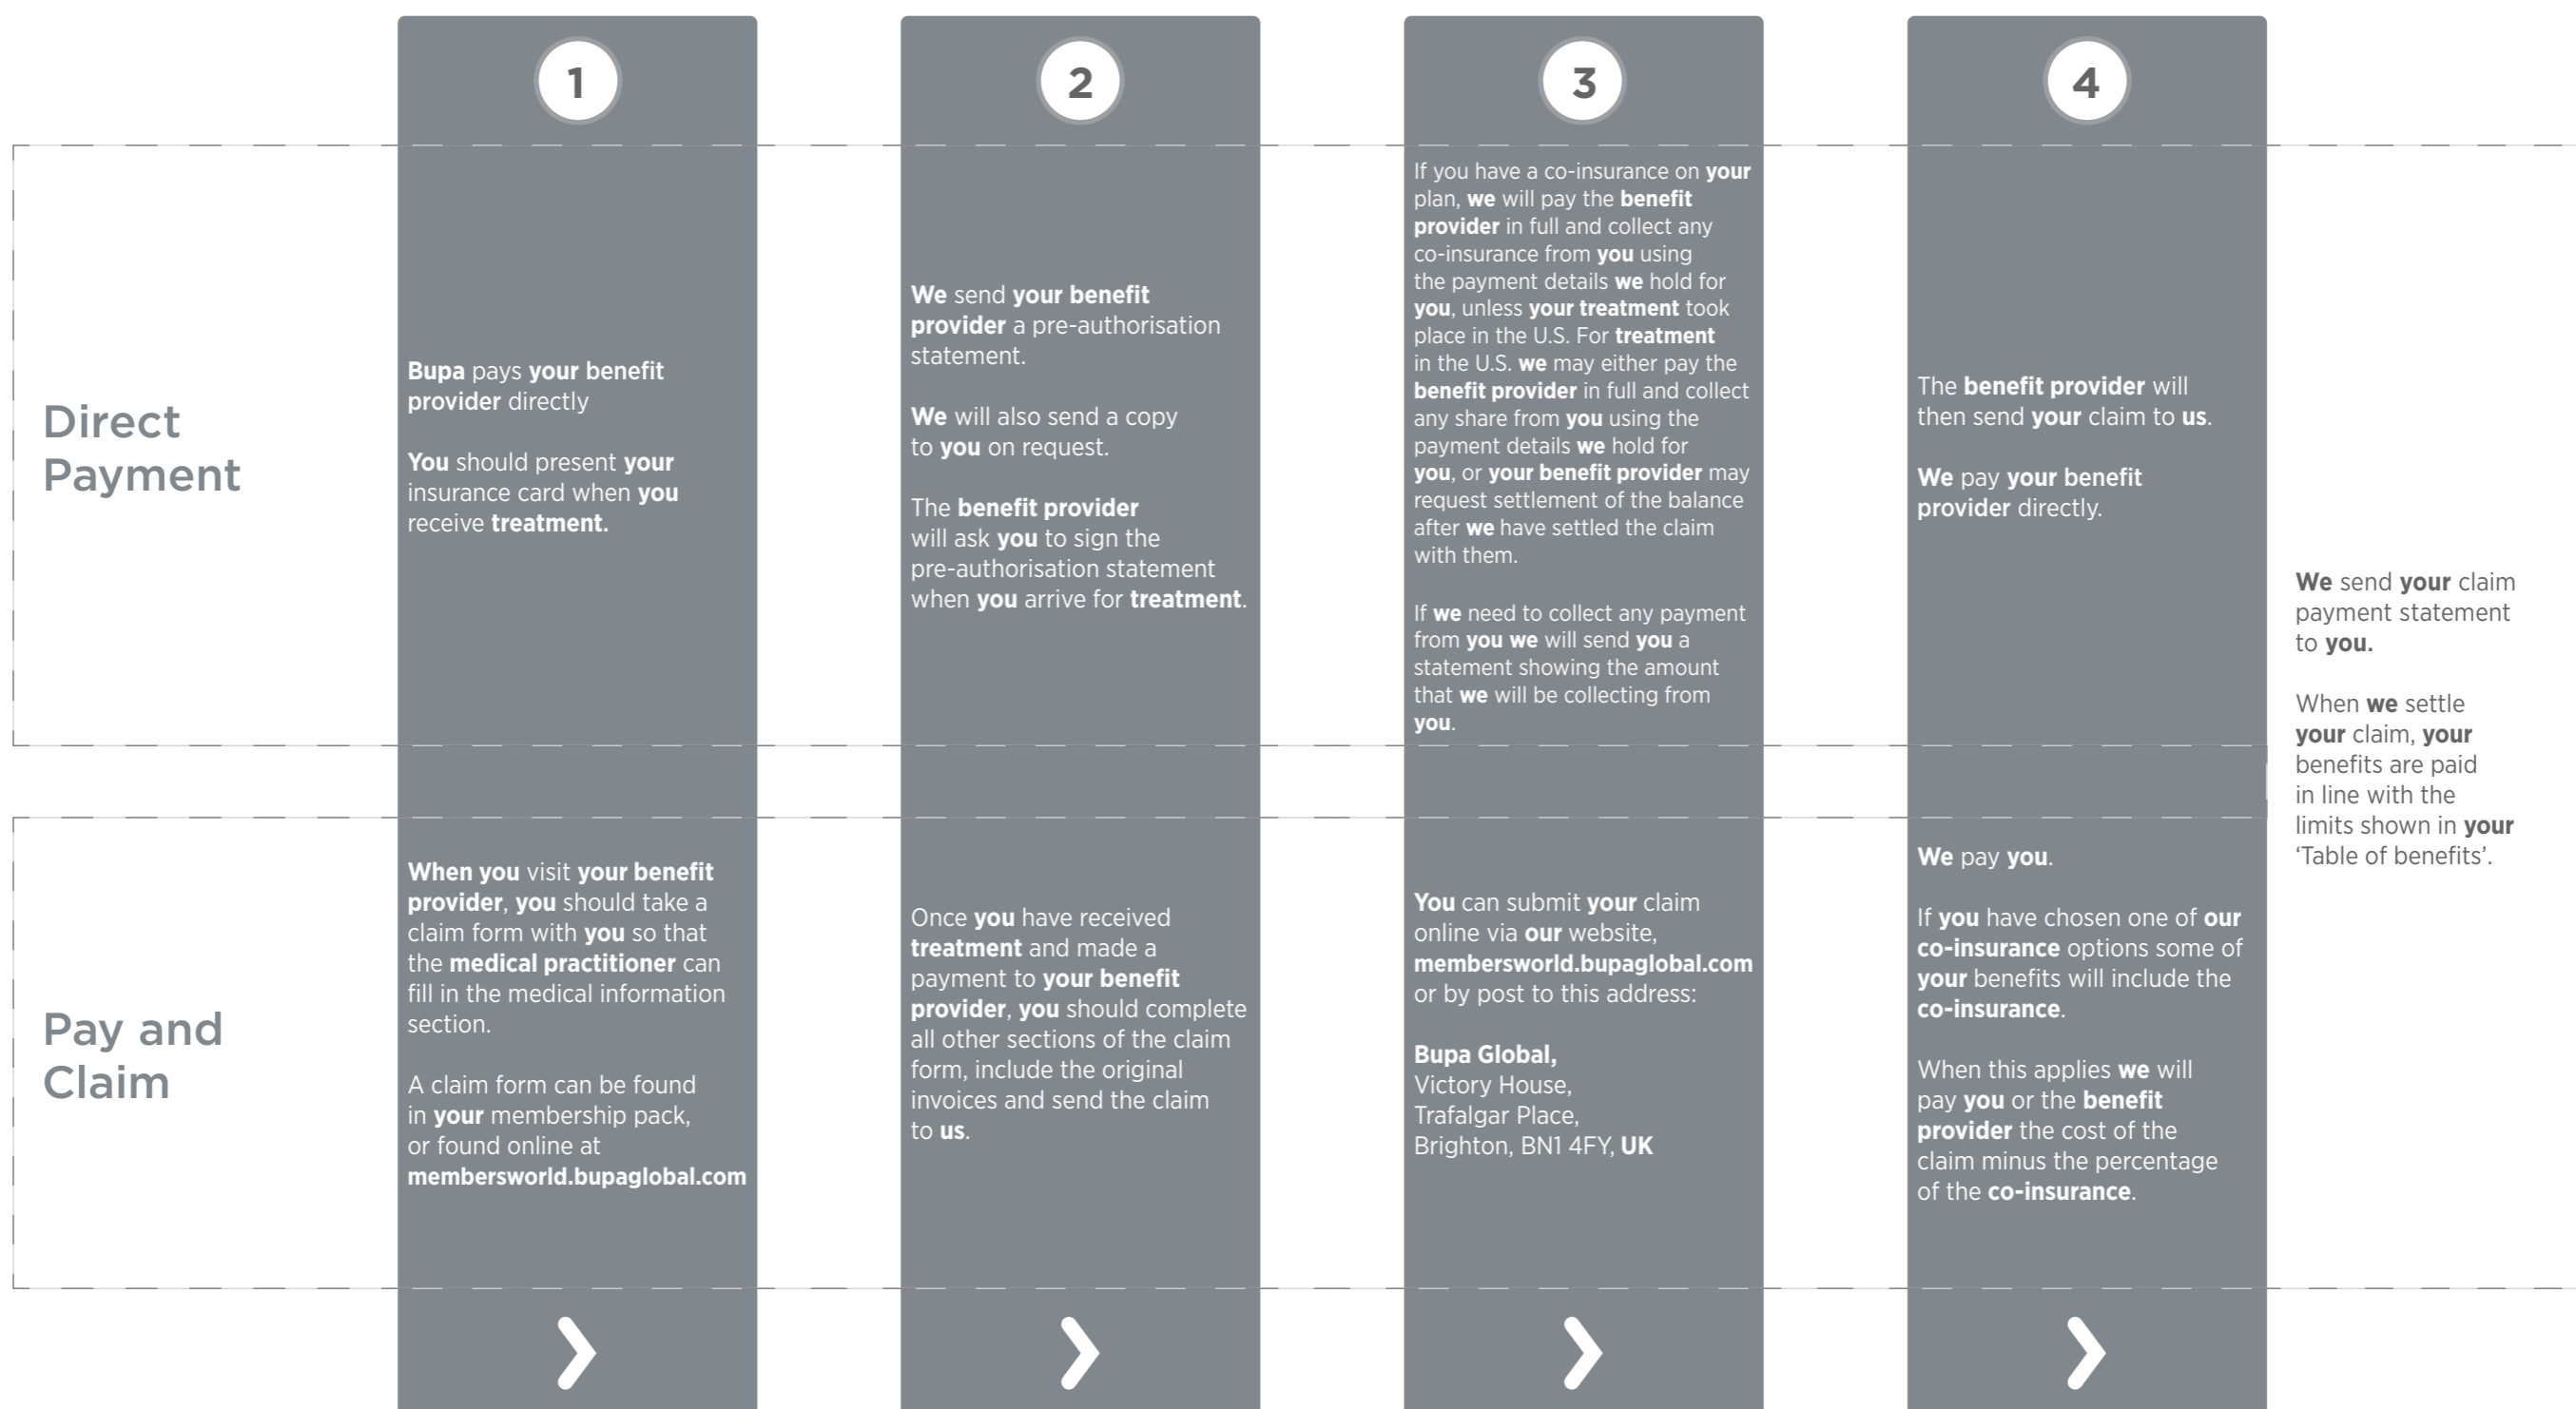 1
2
3
4
Direct
Payment
Bupa pays your benefit
provider directly
You should present your
insurance card when you
receive treatment.
We send your benefit
provider a pre-authorisation
statement.
We will also send a copy
to you on request.
The benefit provider
will ask you to sign the
pre-authorisation statement
when you arrive for treatment.
If you have a co-insurance on your
plan, we will pay the benefit
provider in full and collect any
co-insurance from you using
the payment details we hold for
you, unless your treatment took
place in the U.S. For treatment
in the U.S. we may either pay the
benefit provider in full and collect
any share from you using the
payment details we hold for
you, or your benefit provider may
request settlement of the balance
after we have settled the claim
with them.
If we need to collect any payment
from you we will send you a
statement showing the amount
that we will be collecting from
you.
The benefit provider will
then send your claim to us.
We pay your benefit
provider directly.
Pay and
Claim
When you visit your benefit
provider, you should take a
claim form with you so that
the medical practitioner can
fill in the medical information
section.
A claim form can be found
in your membership pack,
or found online at
membersworld.bupaglobal.com
Once you have received
treatment and made a
payment to your benefit
provider, you should complete
all other sections of the claim
form, include the original
invoices and send the claim
to us.
You can submit your claim
online via our website,
membersworld.bupaglobal.com
or by post to this address:
Bupa Global,
Victory House,
Trafalgar Place,
Brighton, BN1 4FY, UK
We pay you.
If you have chosen one of our
co-insurance options some of
your benefits will include the
co-insurance.
When this applies we will
pay you or the benefit
provider the cost of the
claim minus the percentage
of the co-insurance.
We send your claim
payment statement
to you.
When we settle
your claim, your
benefits are paid
in line with the
limits shown in your
‘Table of benefits’.